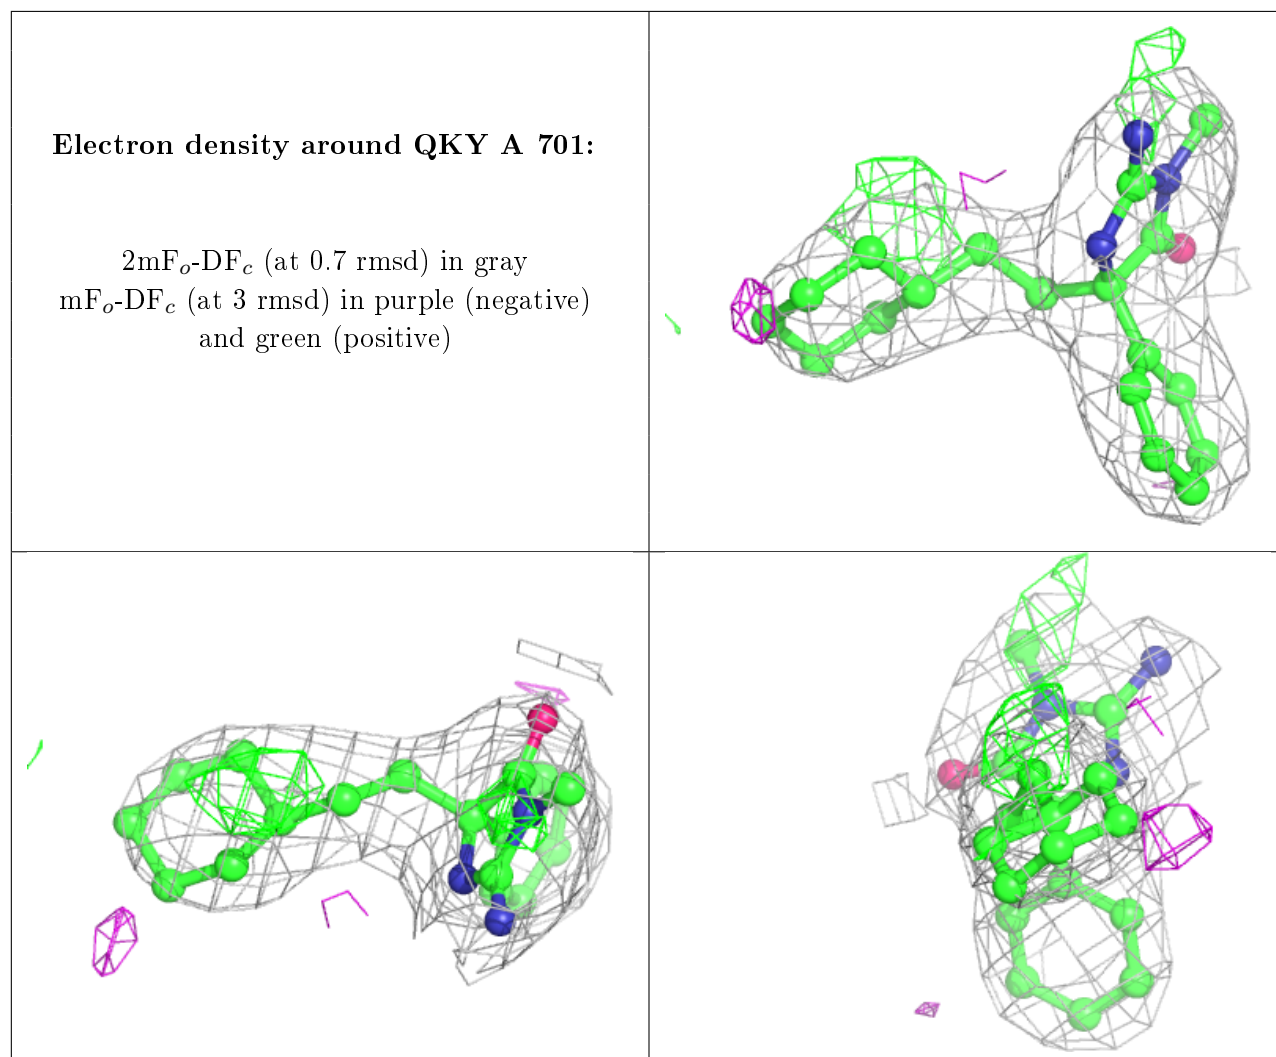 Electron density around QKY A 701:
2mFo-DFc (at 0.7 rmsd) in gray
mFo-DFc (at 3 rmsd) in purple (negative)
and green (positive)